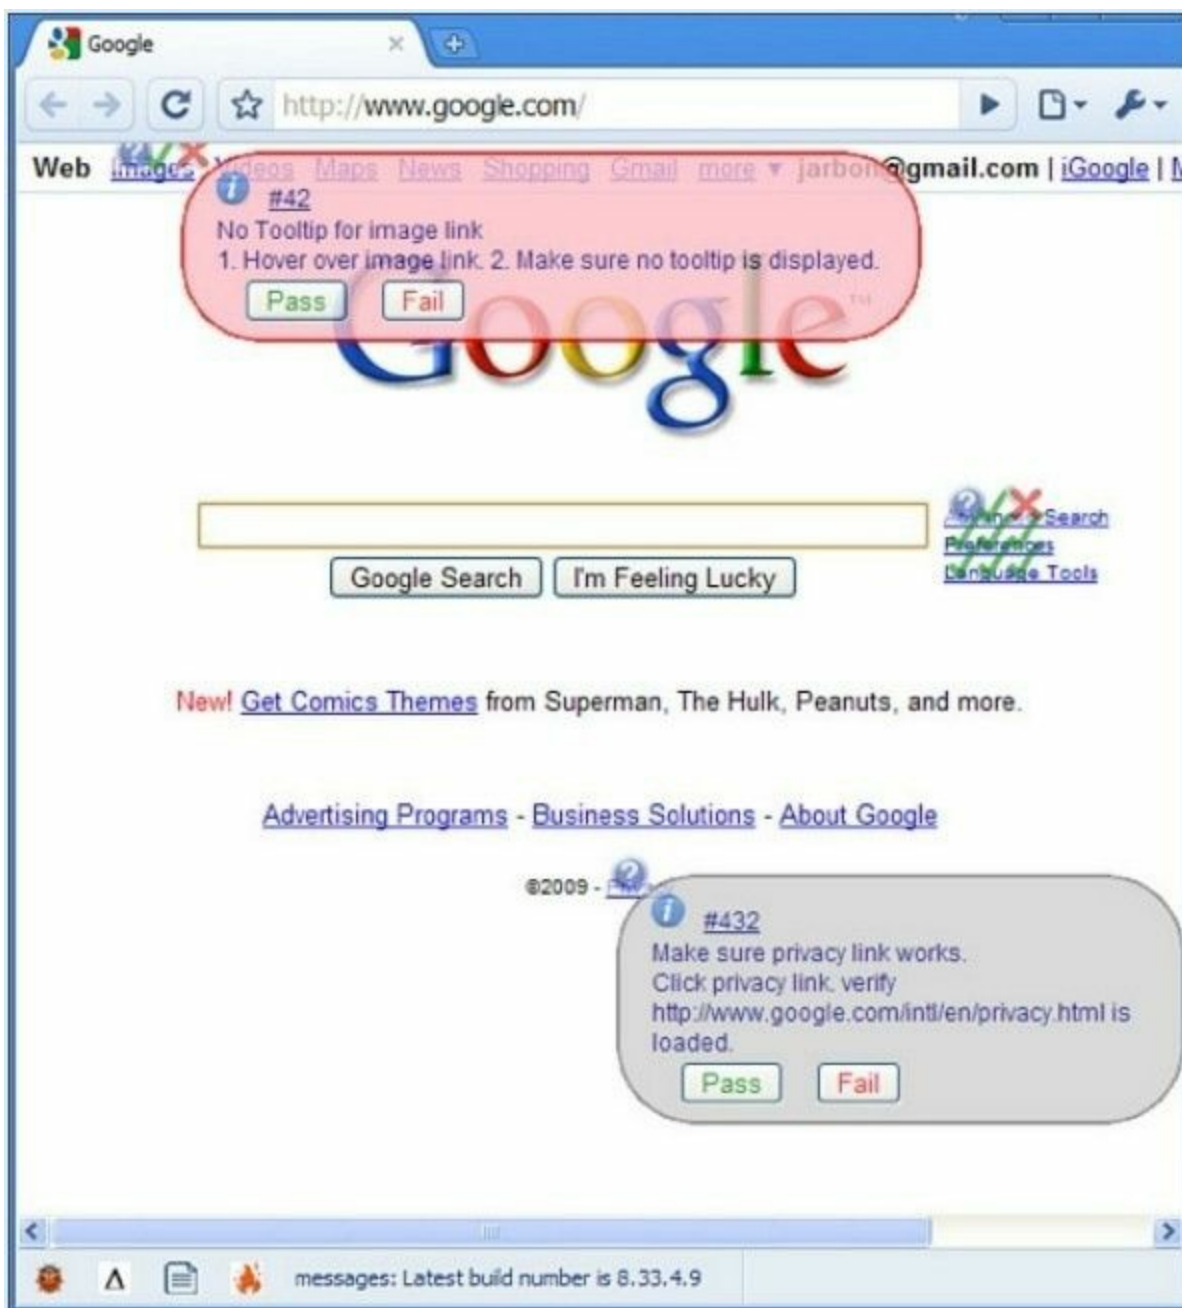 Google
http://www.google.com/
Web Images Videos Maps News Shopping Gmail more ▼ jarbon@gmail.com | iGoogle |
#42
No Tooltip for image link
1. Hover over image link. 2. Make sure no tooltip is displayed.
Pass Fail
Google™
Search
Preferences
Language Tools
Google Search I'm Feeling Lucky
New! Get Comics Themes from Superman, The Hulk, Peanuts, and more.
Advertising Programs - Business Solutions - About Google
©2009 -
#432
Make sure privacy link works.
Click privacy link. verify
http://www.google.com/intl/en/privacy.html is
loaded.
Pass Fail
messages: Latest build number is 8.33.4.9